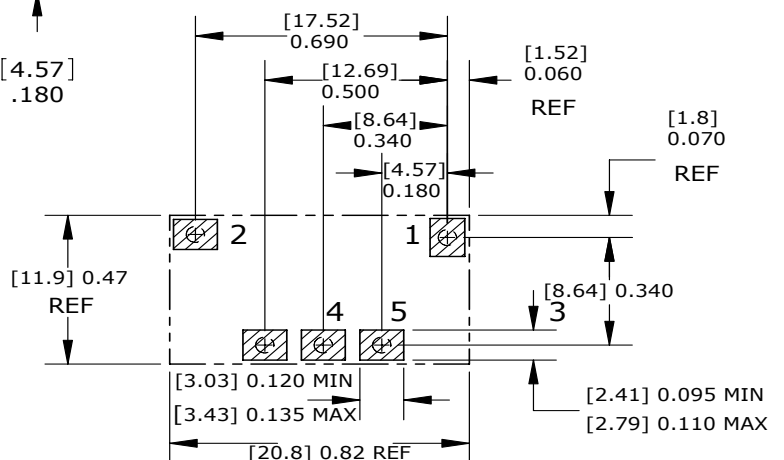 [17.52]
0.690
[4.57]
.180
[12.69]
0.500
[1.52]
0.060
REF
[8.64]
0.340
[1.8]
0.070
REF
[4.57]
0.180
2
1
[11.9] 0.47
REF
[8.64] 0.340
4
5
3
[3.03] 0.120 MIN
[3.43] 0.135 MAX
[2.41] 0.095 MIN
[2.79] 0.110 MAX
[20.8] 0.82 REF